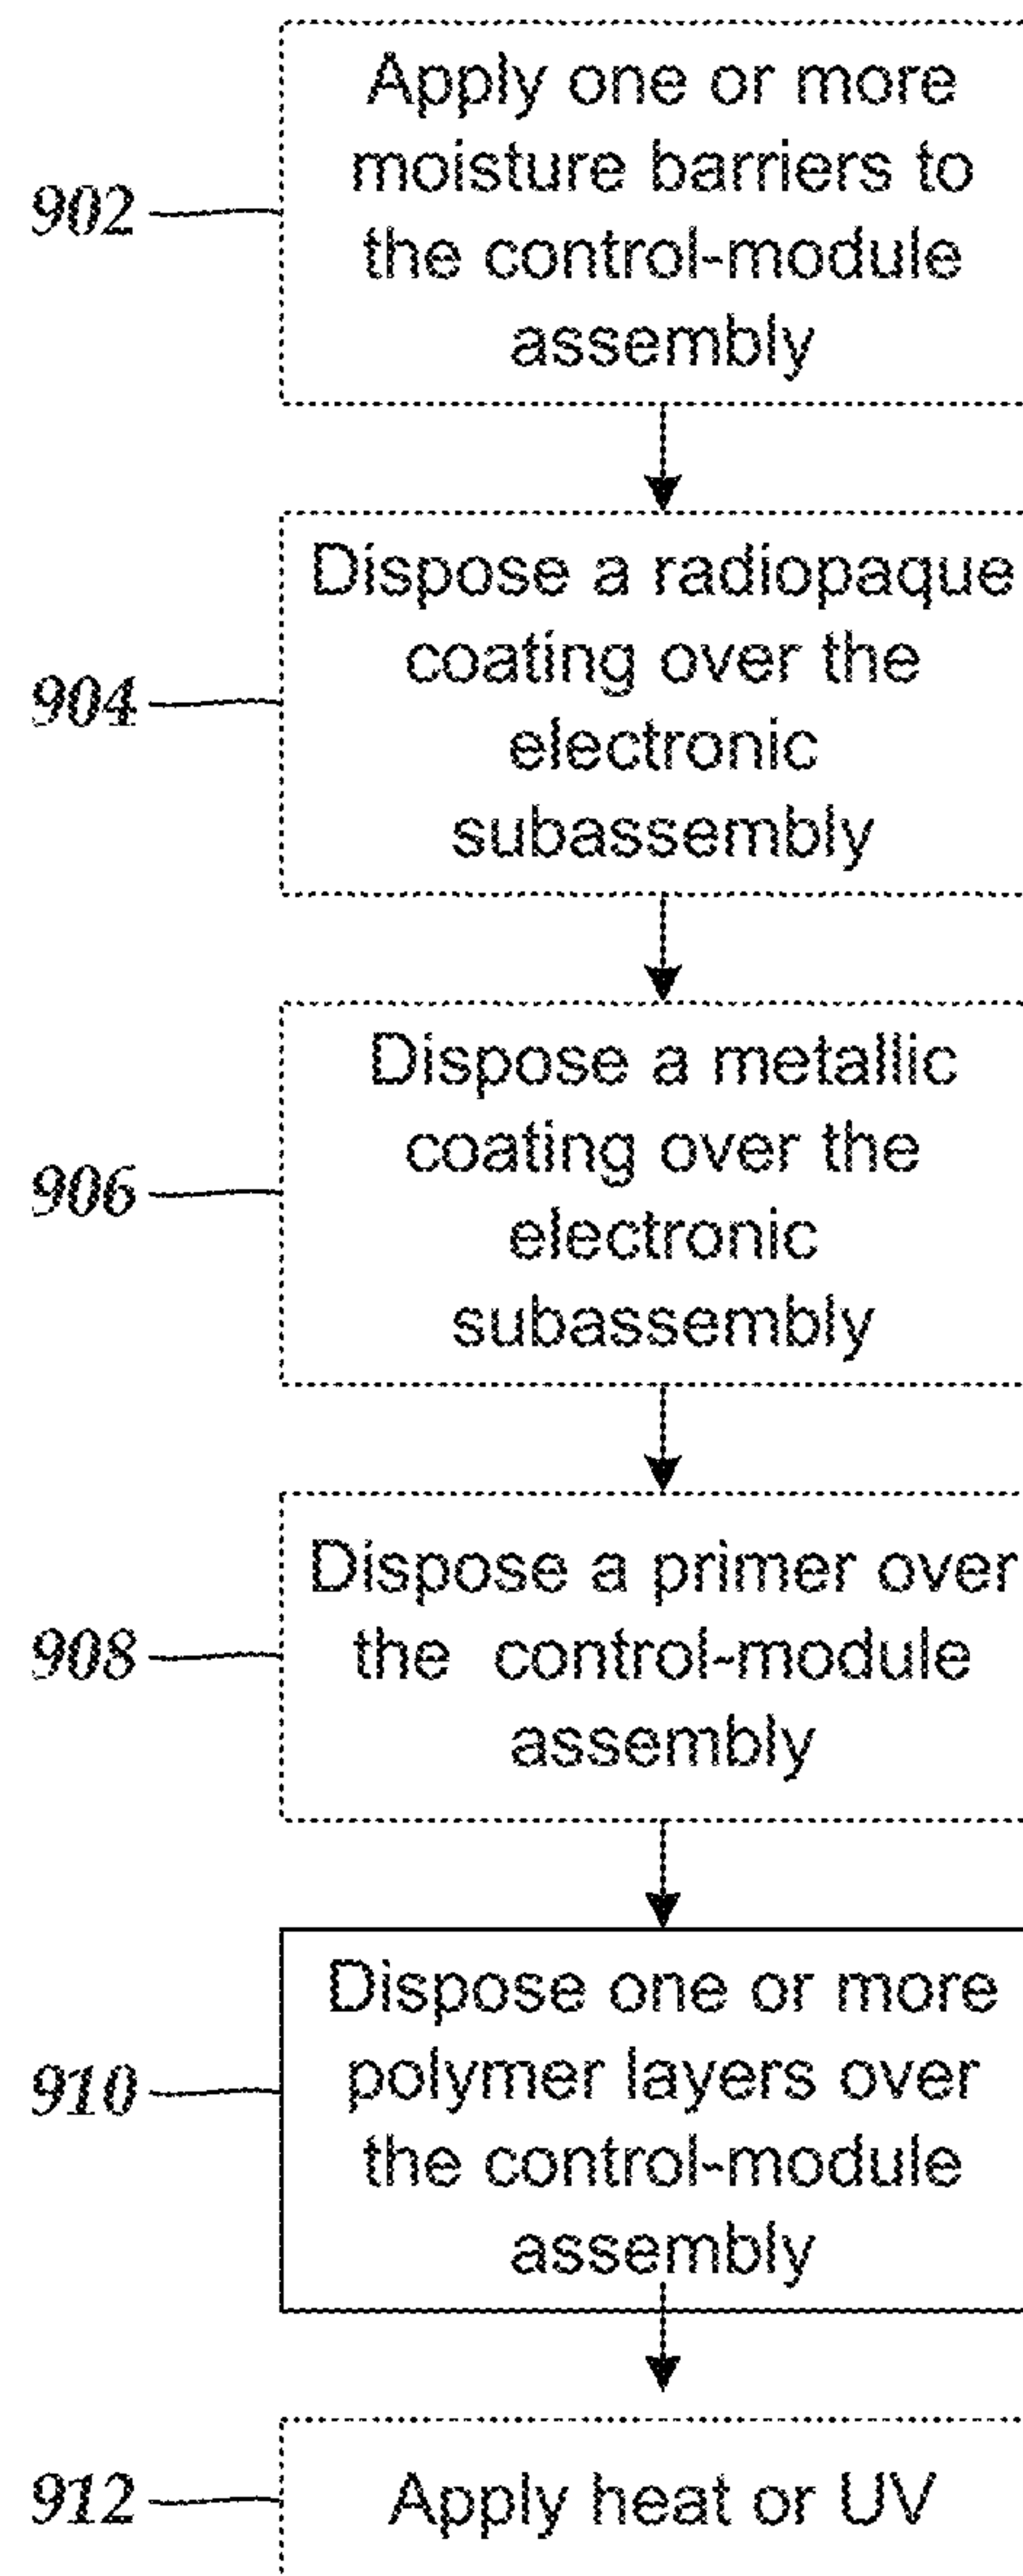 Apply one or more
moisture barriers to
902
the control-module
assembly
Dispose a radiopaque
coating over the
904
electronic
subassembly
Dispose a metallic
coating over the
906
electronic
subassembly
Dispose a primer over
908
the control-module
assembly
Dispose one or more
polymer layers over
910
the control-module
assembly
912
Apply heat or UV